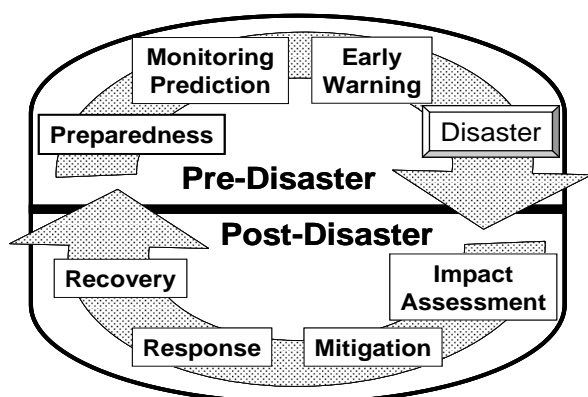 Monitoring
Prediction
Early
Warning
Preparedness
Disaster
Pre-Disaster
Post-Disaster
Recovery
Impact
Assessment
Response
Mitigation